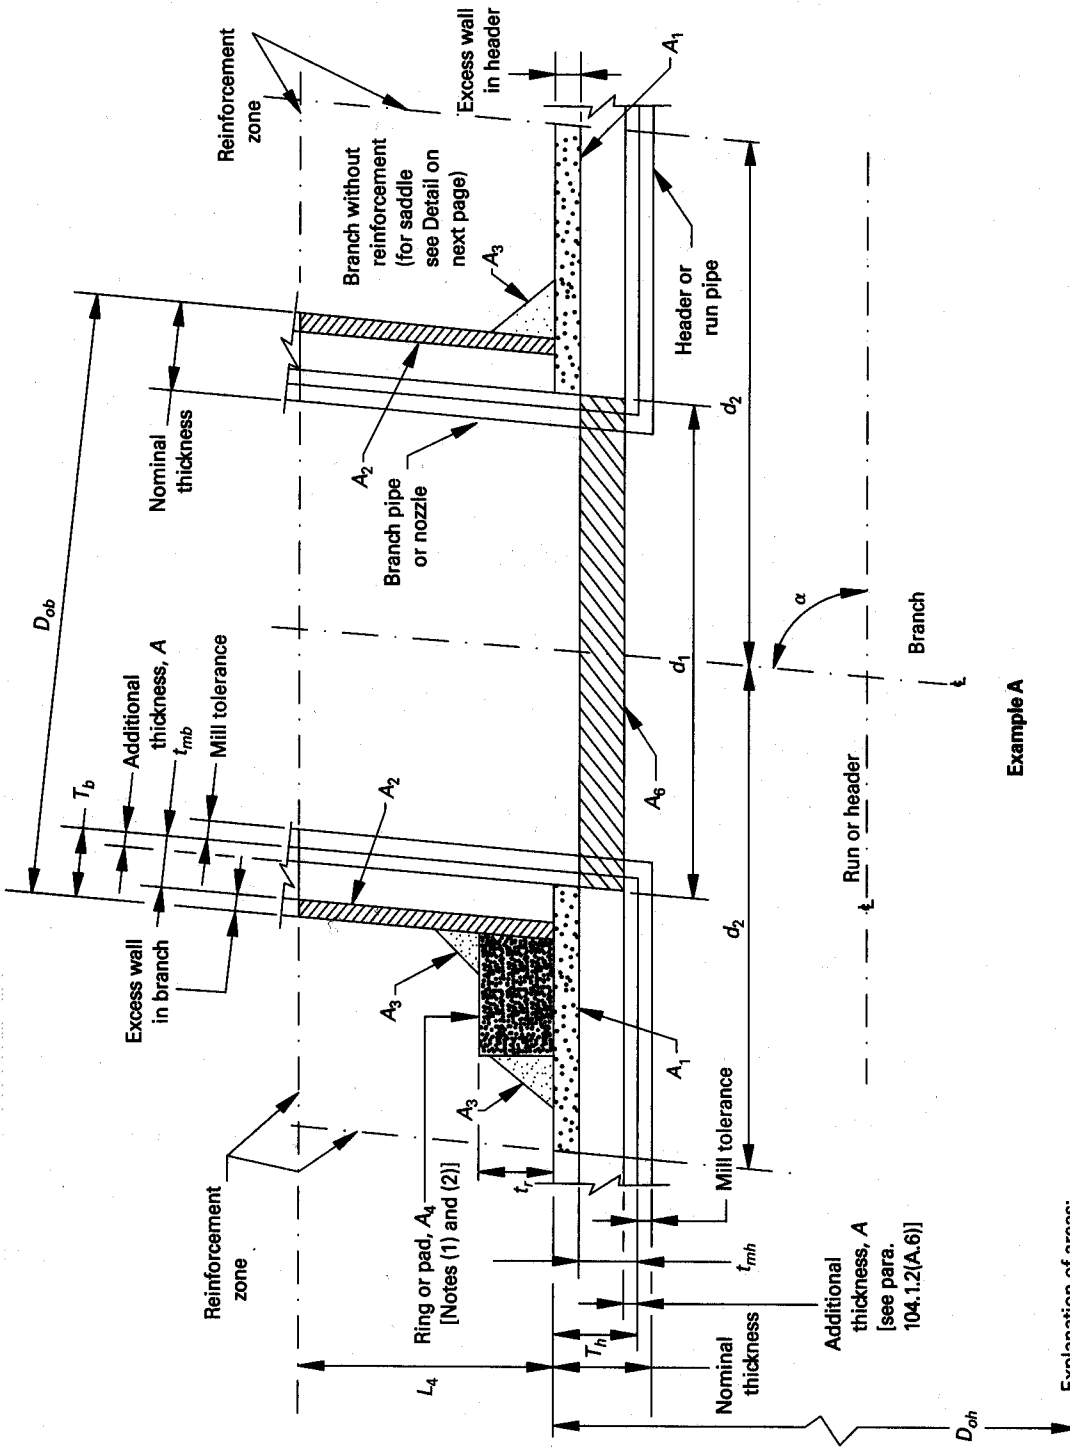 Reinforcement
zone
Excess wall
in header
A1
Branch without
reinforcement
(for saddle
see Detail on
next page)
A3
Header or
run pipe
d2
Nominal
thickness
A2
Branch pipe
or nozzle
Dob
Tb
Additional
thickness, A
tmb
Mill tolerance
A2
Excess wall
in branch
A3
A3
Reinforcement
zone
Ring or pad, A4
[Notes (1) and (2)]
tr
L4
A1
A6
d1
α
d2
Branch
℄
Run or header
℄
Mill tolerance
tmh
Additional
thickness, A
[see para.
104.1.2(A.6)]
Th
Nominal
thickness
Doh
Example A
Explanation of areas: